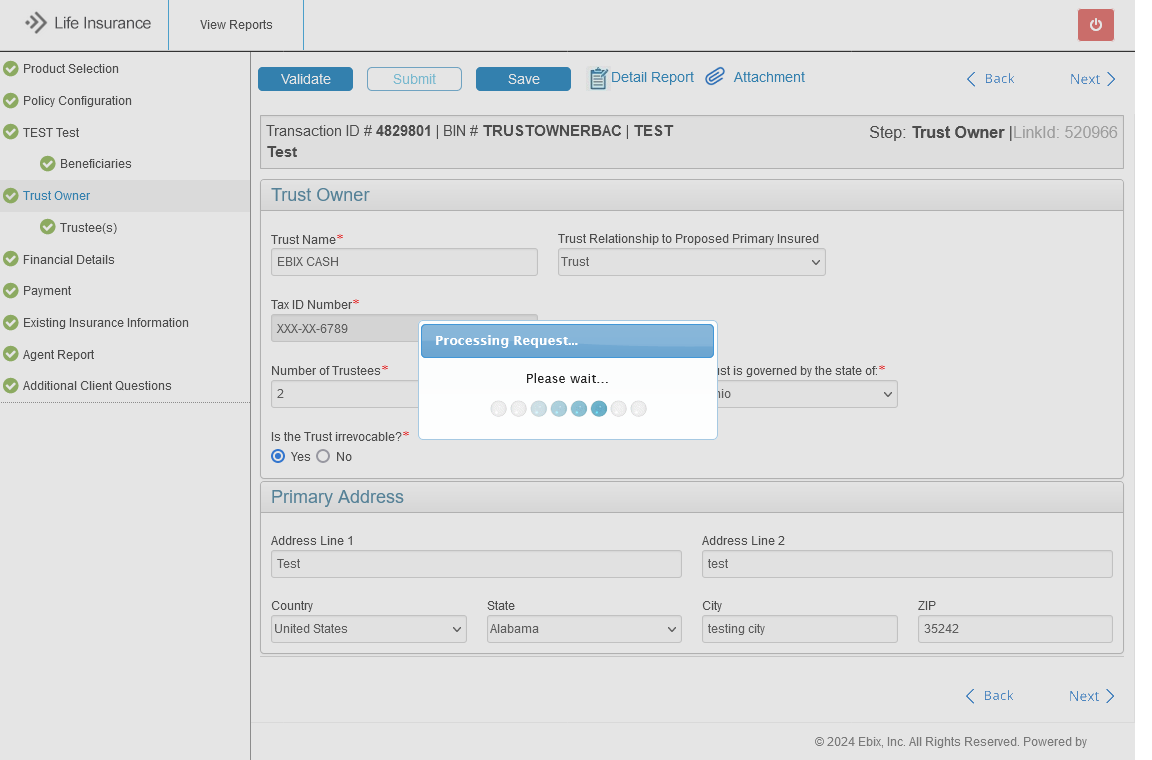 Life Insurance
View Reports
Product Selection
Policy Configuration
TEST Test
Beneficiaries
Trust Owner
Trustee(s)
Financial Details
Payment
Existing Insurance Information
Agent Report
Additional Client Questions
Validate Submit Save Detail Report Attachment Back Next
Transaction ID # 4829801 | BIN # TRUSTOWNERBAC | TEST
Test
Step: Trust Owner |LinkId: 520966
Trust Owner
Trust Name* Trust Relationship to Proposed Primary Insured
EBIX CASH Trust
Tax ID Number*
XXX-XX-6789
Processing Request...
Please wait...
Number of Trustees* is governed by the state of:*
2
Is the Trust irrevocable?*
Yes No
Primary Address
Address Line 1 Address Line 2
Test test
Country State City ZIP
United States Alabama testing city 35242
Back Next
© 2024 Ebix, Inc. All Rights Reserved. Powered by